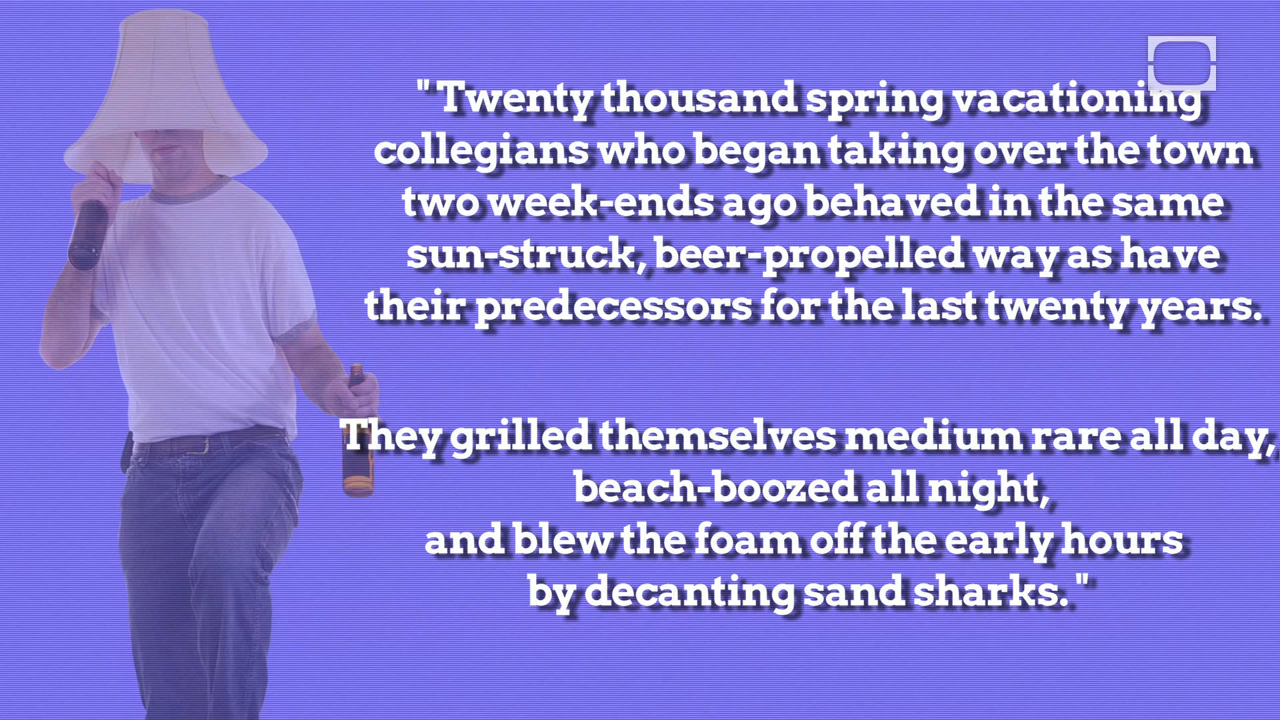 "Twenty thousand spring vacationing
collegians who began taking over the town
two week-ends ago behaved in the same
sun-struck, beer-propelled way as have
their predecessors for the last twenty years.
They grilled themselves medium rare all day,
beach-boozed all night,
and blew the foam off the early hours
by decanting sand sharks."